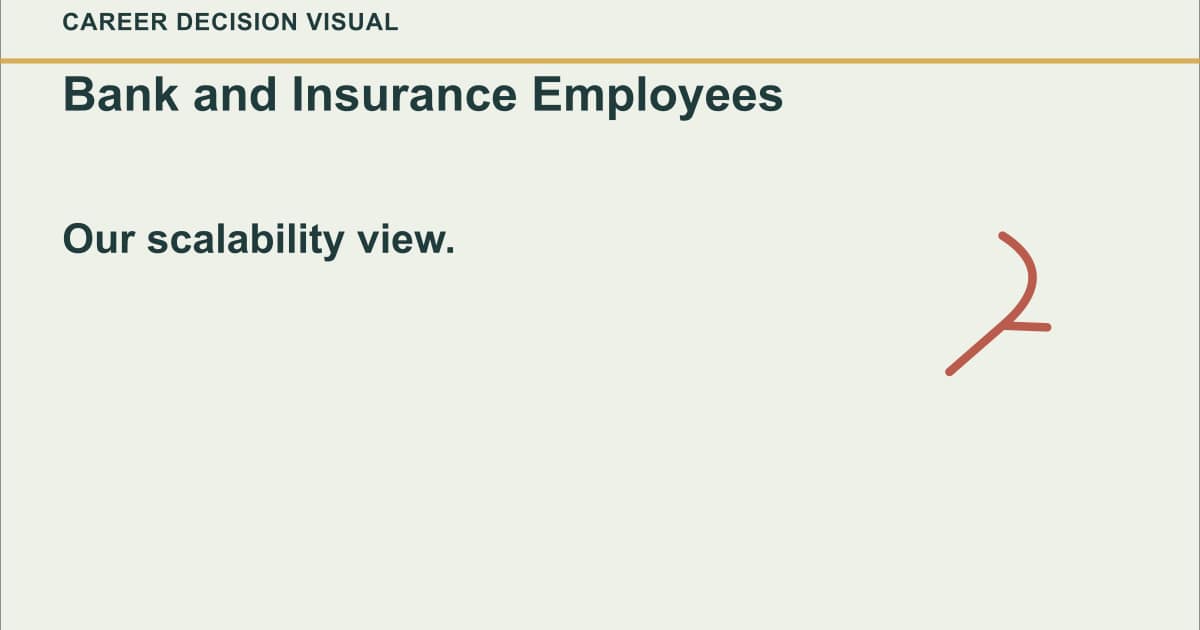 CAREER DECISION VISUAL
Bank and Insurance Employees
Our scalability view.